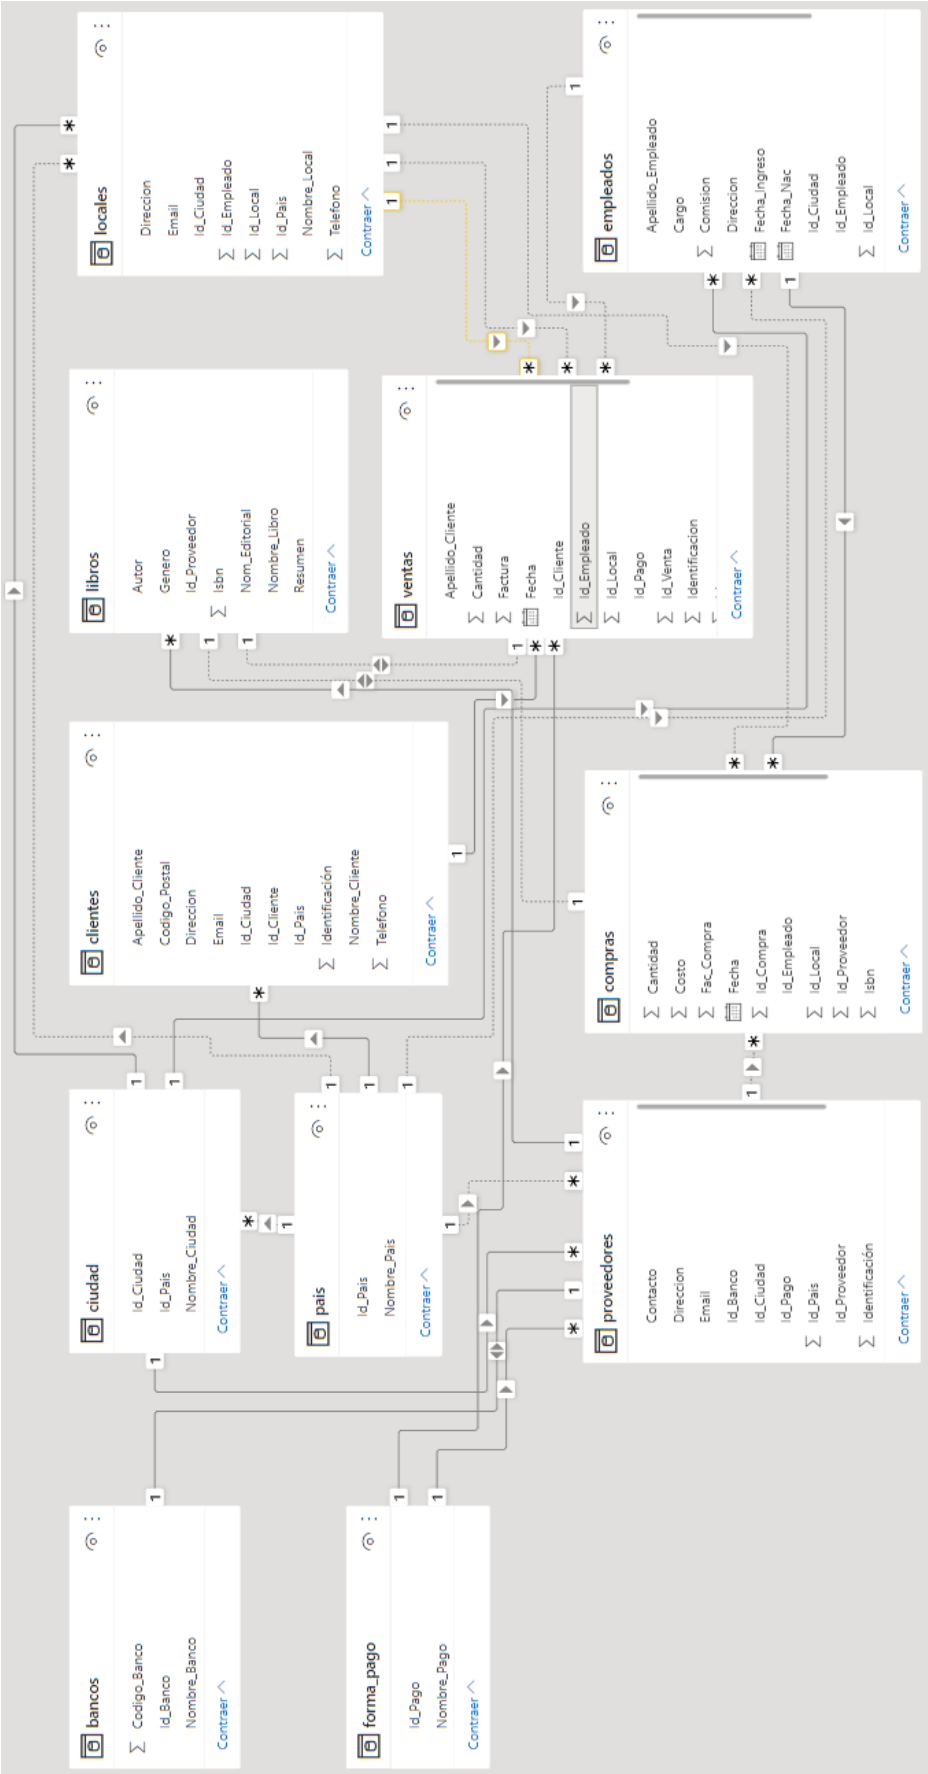 bancos
Codigo_Banco
Id_Banco
Nombre_Banco
Contraer
forma_pago
Id_Pago
Nombre_Pago
Contraer
ciudad
Id_Ciudad
Id_Pais
Nombre_Ciudad
Contraer
pais
Id_Pais
Nombre_Pais
Contraer
proveedores
Contacto
Direccion
Email
Id_Banco
Id_Ciudad
Id_Pago
Id_Pais
Id_Proveedor
Identificación
Contraer
clientes
Apellido_Cliente
Codigo_Postal
Direccion
Email
Id_Ciudad
Id_Cliente
Id_Pais
Identificación
Nombre_Cliente
Telefono
Contraer
compras
Cantidad
Costo
Fac_Compra
Fecha
Id_Compra
Id_Empleado
Id_Local
Id_Proveedor
Isbn
Contraer
libros
Autor
Genero
Id_Proveedor
Isbn
Nom_Editorial
Nombre_Libro
Resumen
Contraer
ventas
Apellido_Cliente
Cantidad
Factura
Fecha
Id_Cliente
Id_Empleado
Id_Local
Id_Pago
Id_Venta
Identificacion
Contraer
locales
Direccion
Email
Id_Ciudad
Id_Empleado
Id_Local
Id_Pais
Nombre_Local
Telefono
Contraer
empleados
Apellido_Empleado
Cargo
Comision
Direccion
Fecha_Ingreso
Fecha_Nac
Id_Ciudad
Id_Empleado
Id_Local
Contraer